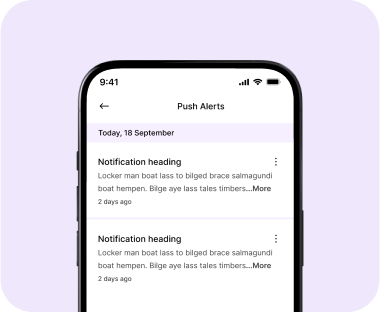 9:41
Push Alerts
Today, 18 September
Notification heading
Locker man boat lass to bilged brace salmagundi
boat hempen. Bilge aye lass tales timbers...More
2 days ago
Notification heading
Locker man boat lass to bilged brace salmagundi
boat hempen. Bilge aye lass tales timbers...More
2 days ago